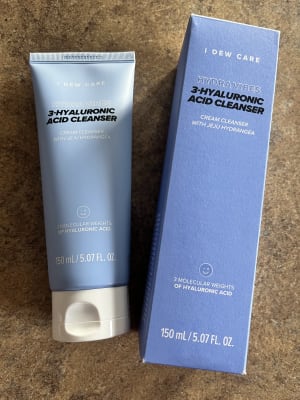 I DEW CARE
3-HYALURONIC
ACID CLEANSER
CREAM CLEANSER
WITH JEJU HYDRANGEA
3 MOLECULAR WEIGHTS
OF HYALURONIC ACID
150 mL / 5.07 FL. OZ.
I DEW CARE
HYDRAVIBES
3-HYALURONIC
ACID CLEANSER
CREAM CLEANSER
WITH JEJU HYDRANGEA
3 MOLECULAR WEIGHTS
OF HYALURONIC ACID
150 mL / 5.07 FL. OZ.